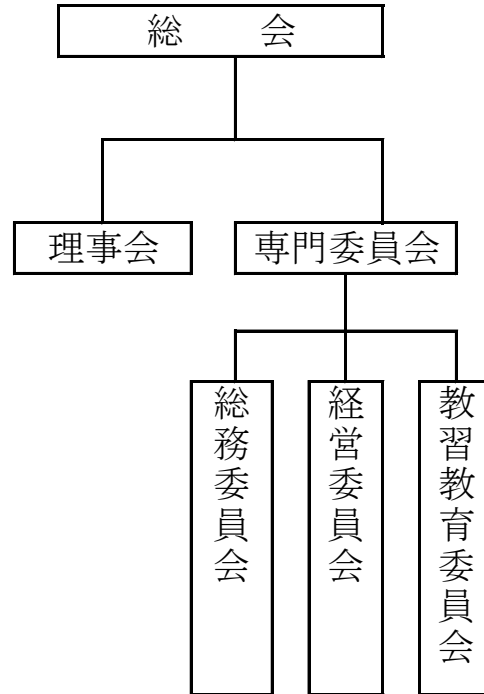 総　　会
理事会
専門委員会
総務委員会
経営委員会
教習教育委員会